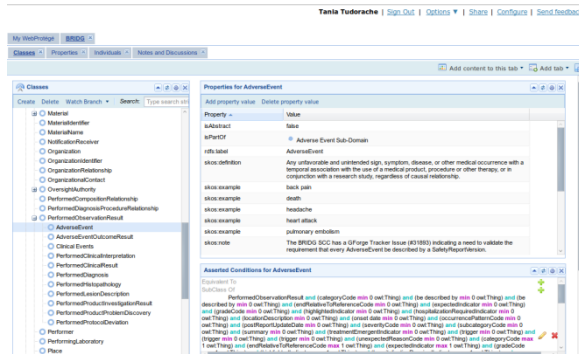 Tania Tudorache | Sign Out | Options ▼ | Share | Configure | Send feedback
My WebProtégé BRIDG
Classes Properties Individuals Notes and Discussions
Add content to this tab Add tab
Classes
Create Delete Watch Branch Search: Type search str
Material
MaterialIdentifier
MaterialName
NotificationReceiver
Organization
OrganizationIdentifier
OrganizationRelationship
OrganizationalContact
OversightAuthority
PerformedCompositionRelationship
PerformedDiagnosisProcedureRelationship
PerformedObservationResult
AdverseEvent
AdverseEventOutcomeResult
Clinical Events
PerformedClinicalInterpretation
PerformedClinicalResult
PerformedDiagnosis
PerformedHistopathology
PerformedLesionDescription
PerformedProductInvestigationResult
PerformedProductProblemDiscovery
PerformedProtocolDeviation
Performer
PerformingLaboratory
Place
Properties for AdverseEvent
Add property value Delete property value
Property Value
isAbstract false
isPartOf Adverse Event Sub-Domain
rdfs:label AdverseEvent
skos:definition Any unfavorable and unintended sign, symptom, disease, or other medical occurrence with a
temporal association with the use of a medical product, procedure or other therapy, or in
conjunction with a research study, regardless of causal relationship.
skos:example back pain
skos:example death
skos:example headache
skos:example heart attack
skos:example pulmonary embolism
skos:note The BRIDG SCC has a GForge Tracker Issue (#31893) indicating a need to validate the
requirement that every AdverseEvent be described by a SafetyReportVersion.
Asserted Conditions for AdverseEvent
Equivalent To
SubClass Of
PerformedObservationResult and (categoryCode min 0 owl:Thing) and (be described by min 0 owl:Thing) and (be
described by min 0 owl:Thing) and (endRelativeToReferenceCode min 0 owl:Thing) and (expectedIndicator min 0 owl:Thing)
and (gradeCode min 0 owl:Thing) and (highlightedIndicator min 0 owl:Thing) and (hospitalizationRequiredIndicator min 0
owl:Thing) and (locationDescription min 0 owl:Thing) and (onsetDate min 0 owl:Thing) and (occurrencePatternCode min 0
owl:Thing) and (postReportUpdateDate min 0 owl:Thing) and (severityCode min 0 owl:Thing) and (subcategoryCode min 0
owl:Thing) and (summary min 0 owl:Thing) and (treatmentEmergentIndicator min 0 owl:Thing) and (trigger min 0 owl:Thing) and
(trigger min 0 owl:Thing) and (trigger min 0 owl:Thing) and (unexpectedReasonCode min 0 owl:Thing) and (categoryCode max
1 owl:Thing) and (endRelativeToReferenceCode max 1 owl:Thing) and (expectedIndicator max 1 owl:Thing) and (gradeCode